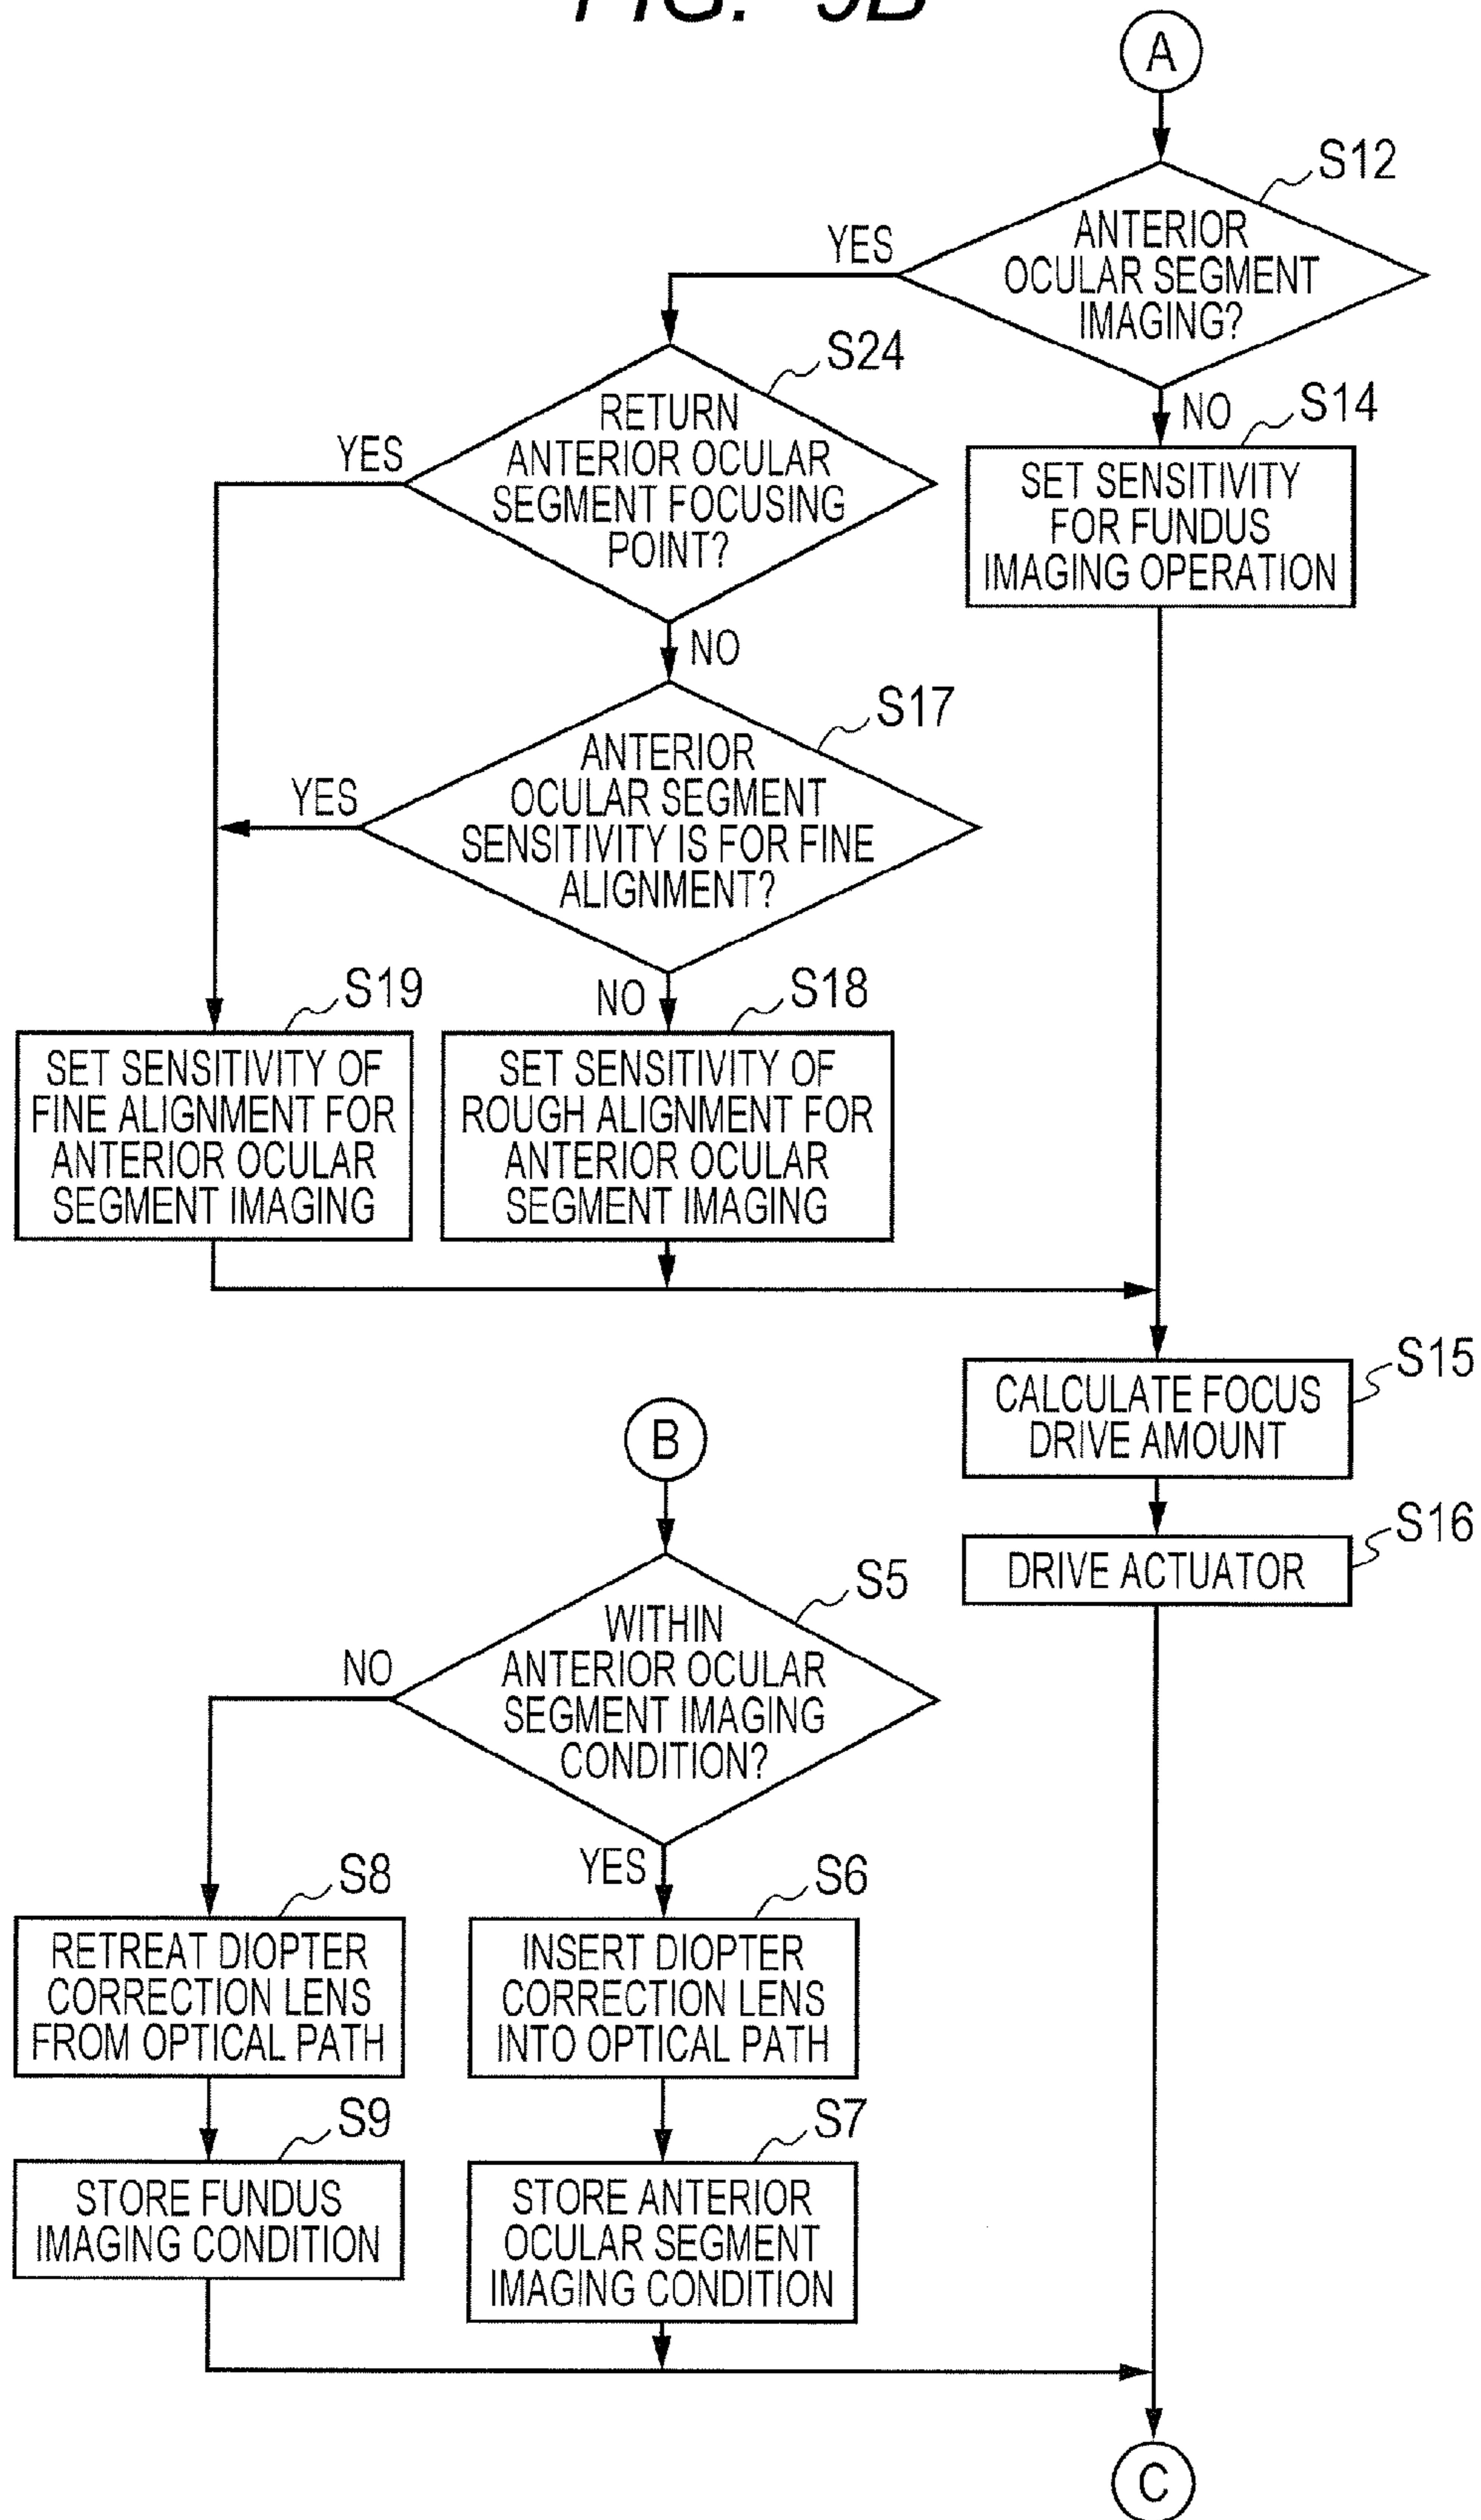 FIG. 9B
A
S12
ANTERIOR
OCULAR SEGMENT
IMAGING?
YES
NO
S24
RETURN
ANTERIOR OCULAR
SEGMENT FOCUSING
POINT?
YES
NO
S14
SET SENSITIVITY
FOR FUNDUS
IMAGING OPERATION
S17
ANTERIOR
OCULAR SEGMENT
SENSITIVITY IS FOR FINE
ALIGNMENT?
YES
NO
S19
SET SENSITIVITY OF
FINE ALIGNMENT FOR
ANTERIOR OCULAR
SEGMENT IMAGING
S18
SET SENSITIVITY OF
ROUGH ALIGNMENT FOR
ANTERIOR OCULAR
SEGMENT IMAGING
S15
CALCULATE FOCUS
DRIVE AMOUNT
S16
DRIVE ACTUATOR
B
S5
WITHIN
ANTERIOR OCULAR
SEGMENT IMAGING
CONDITION?
NO
YES
S8
RETREAT DIOPTER
CORRECTION LENS
FROM OPTICAL PATH
S6
INSERT DIOPTER
CORRECTION LENS
INTO OPTICAL PATH
S9
STORE FUNDUS
IMAGING CONDITION
S7
STORE ANTERIOR
OCULAR SEGMENT
IMAGING CONDITION
C